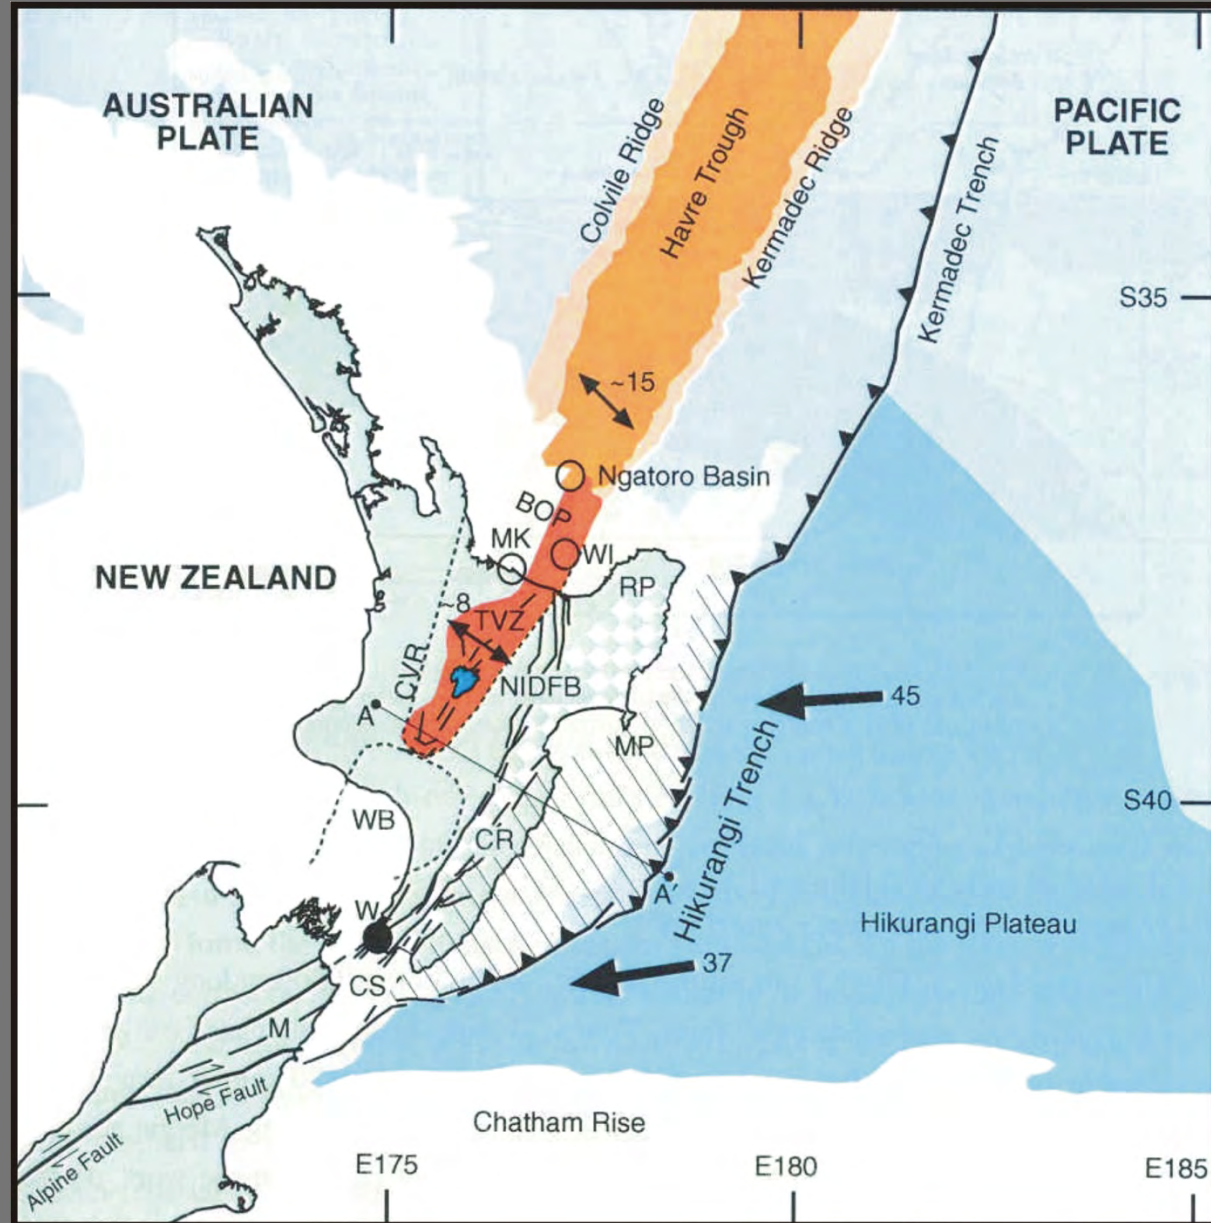 AUSTRALIAN
PLATE
PACIFIC
PLATE
Colvile Ridge
Havre Trough
Kermadec Ridge
Kermadec Trench
S35
~15
Ngatoro Basin
BOP
MK
WI
NEW ZEALAND
RP
~8
TVZ
CVR
NIDFB
A
45
MP
Hikurangi Trench
S40
WB
CR
A'
W
Hikurangi Plateau
37
CS
M
Hope Fault
Alpine Fault
Chatham Rise
E175
E180
E185